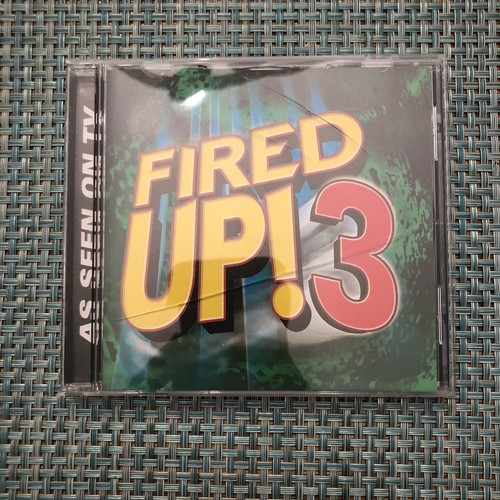 AS SEEN ON TV
FIRED
UP! 3